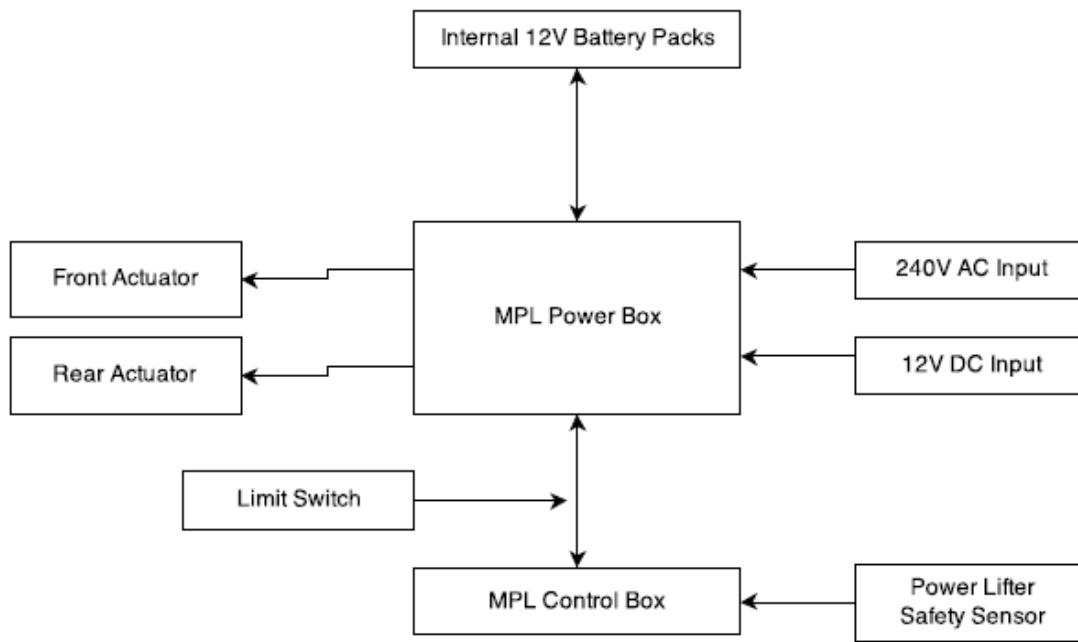 Internal 12V Battery Packs
Front Actuator
MPL Power Box
240V AC Input
Rear Actuator
12V DC Input
Limit Switch
MPL Control Box
Power Lifter
Safety Sensor